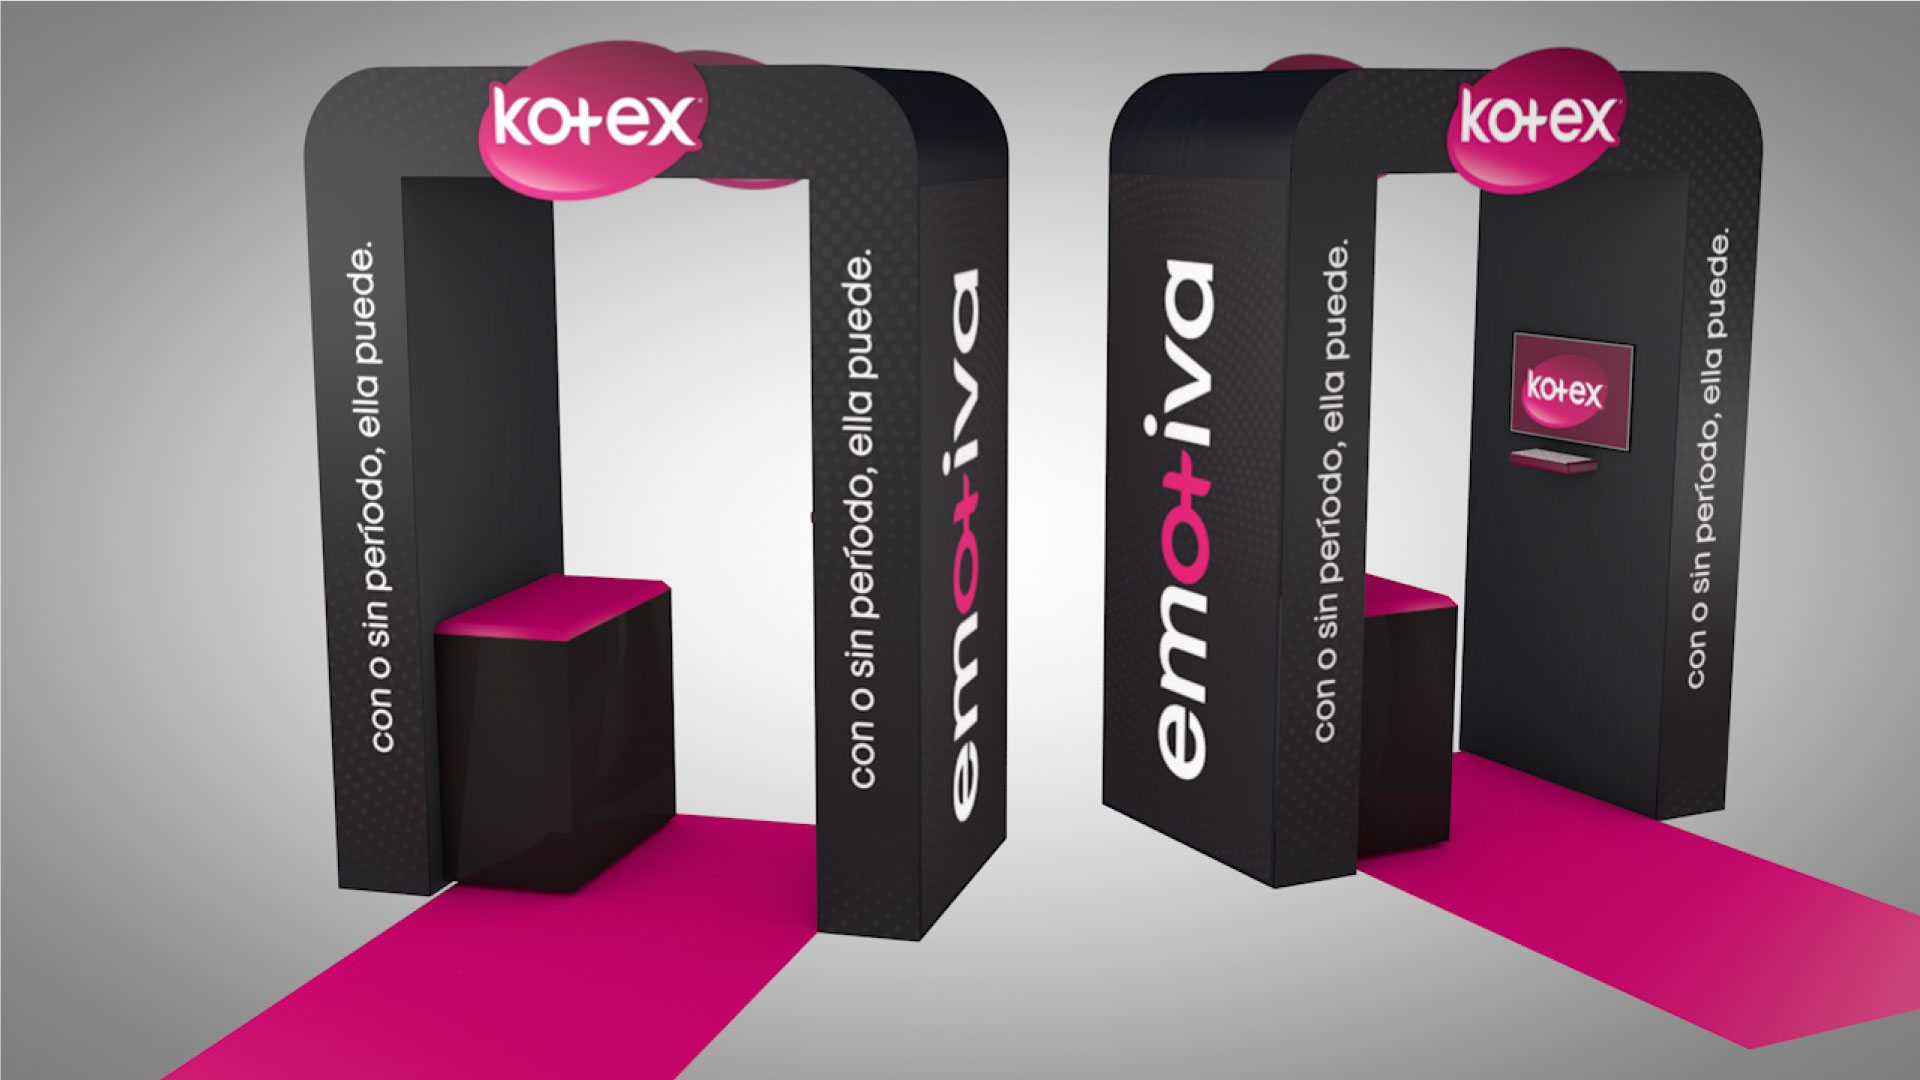 kotex
con o sin período, ella puede.
con o sin período, ella puede.
emotiva
kotex
emotiva
con o sin período, ella puede.
kotex
con o sin período, ella puede.